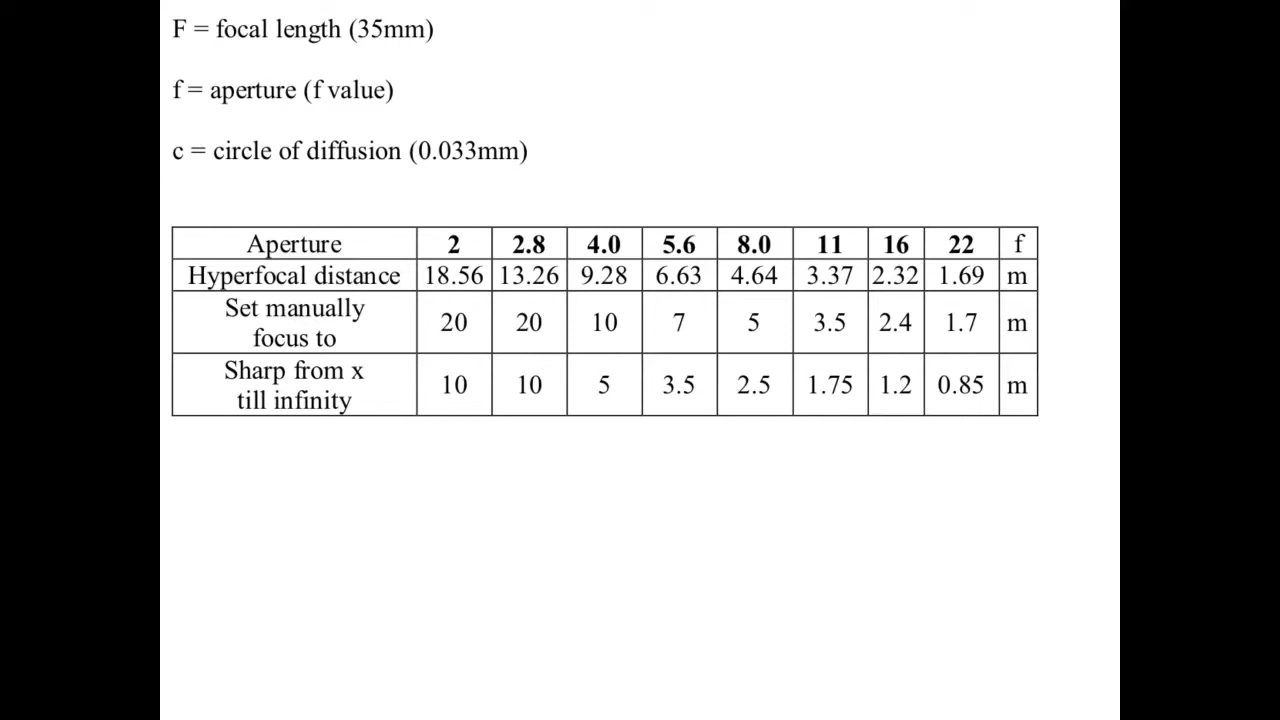 F = focal length (35mm)
f = aperture (f value)
c = circle of diffusion (0.033mm)
Aperture 2 2.8 4.0 5.6 8.0 11 16 22 f
Hyperfocal distance 18.56 13.26 9.28 6.63 4.64 3.37 2.32 1.69 m
Set manually
focus to 20 20 10 7 5 3.5 2.4 1.7 m
Sharp from x
till infinity 10 10 5 3.5 2.5 1.75 1.2 0.85 m